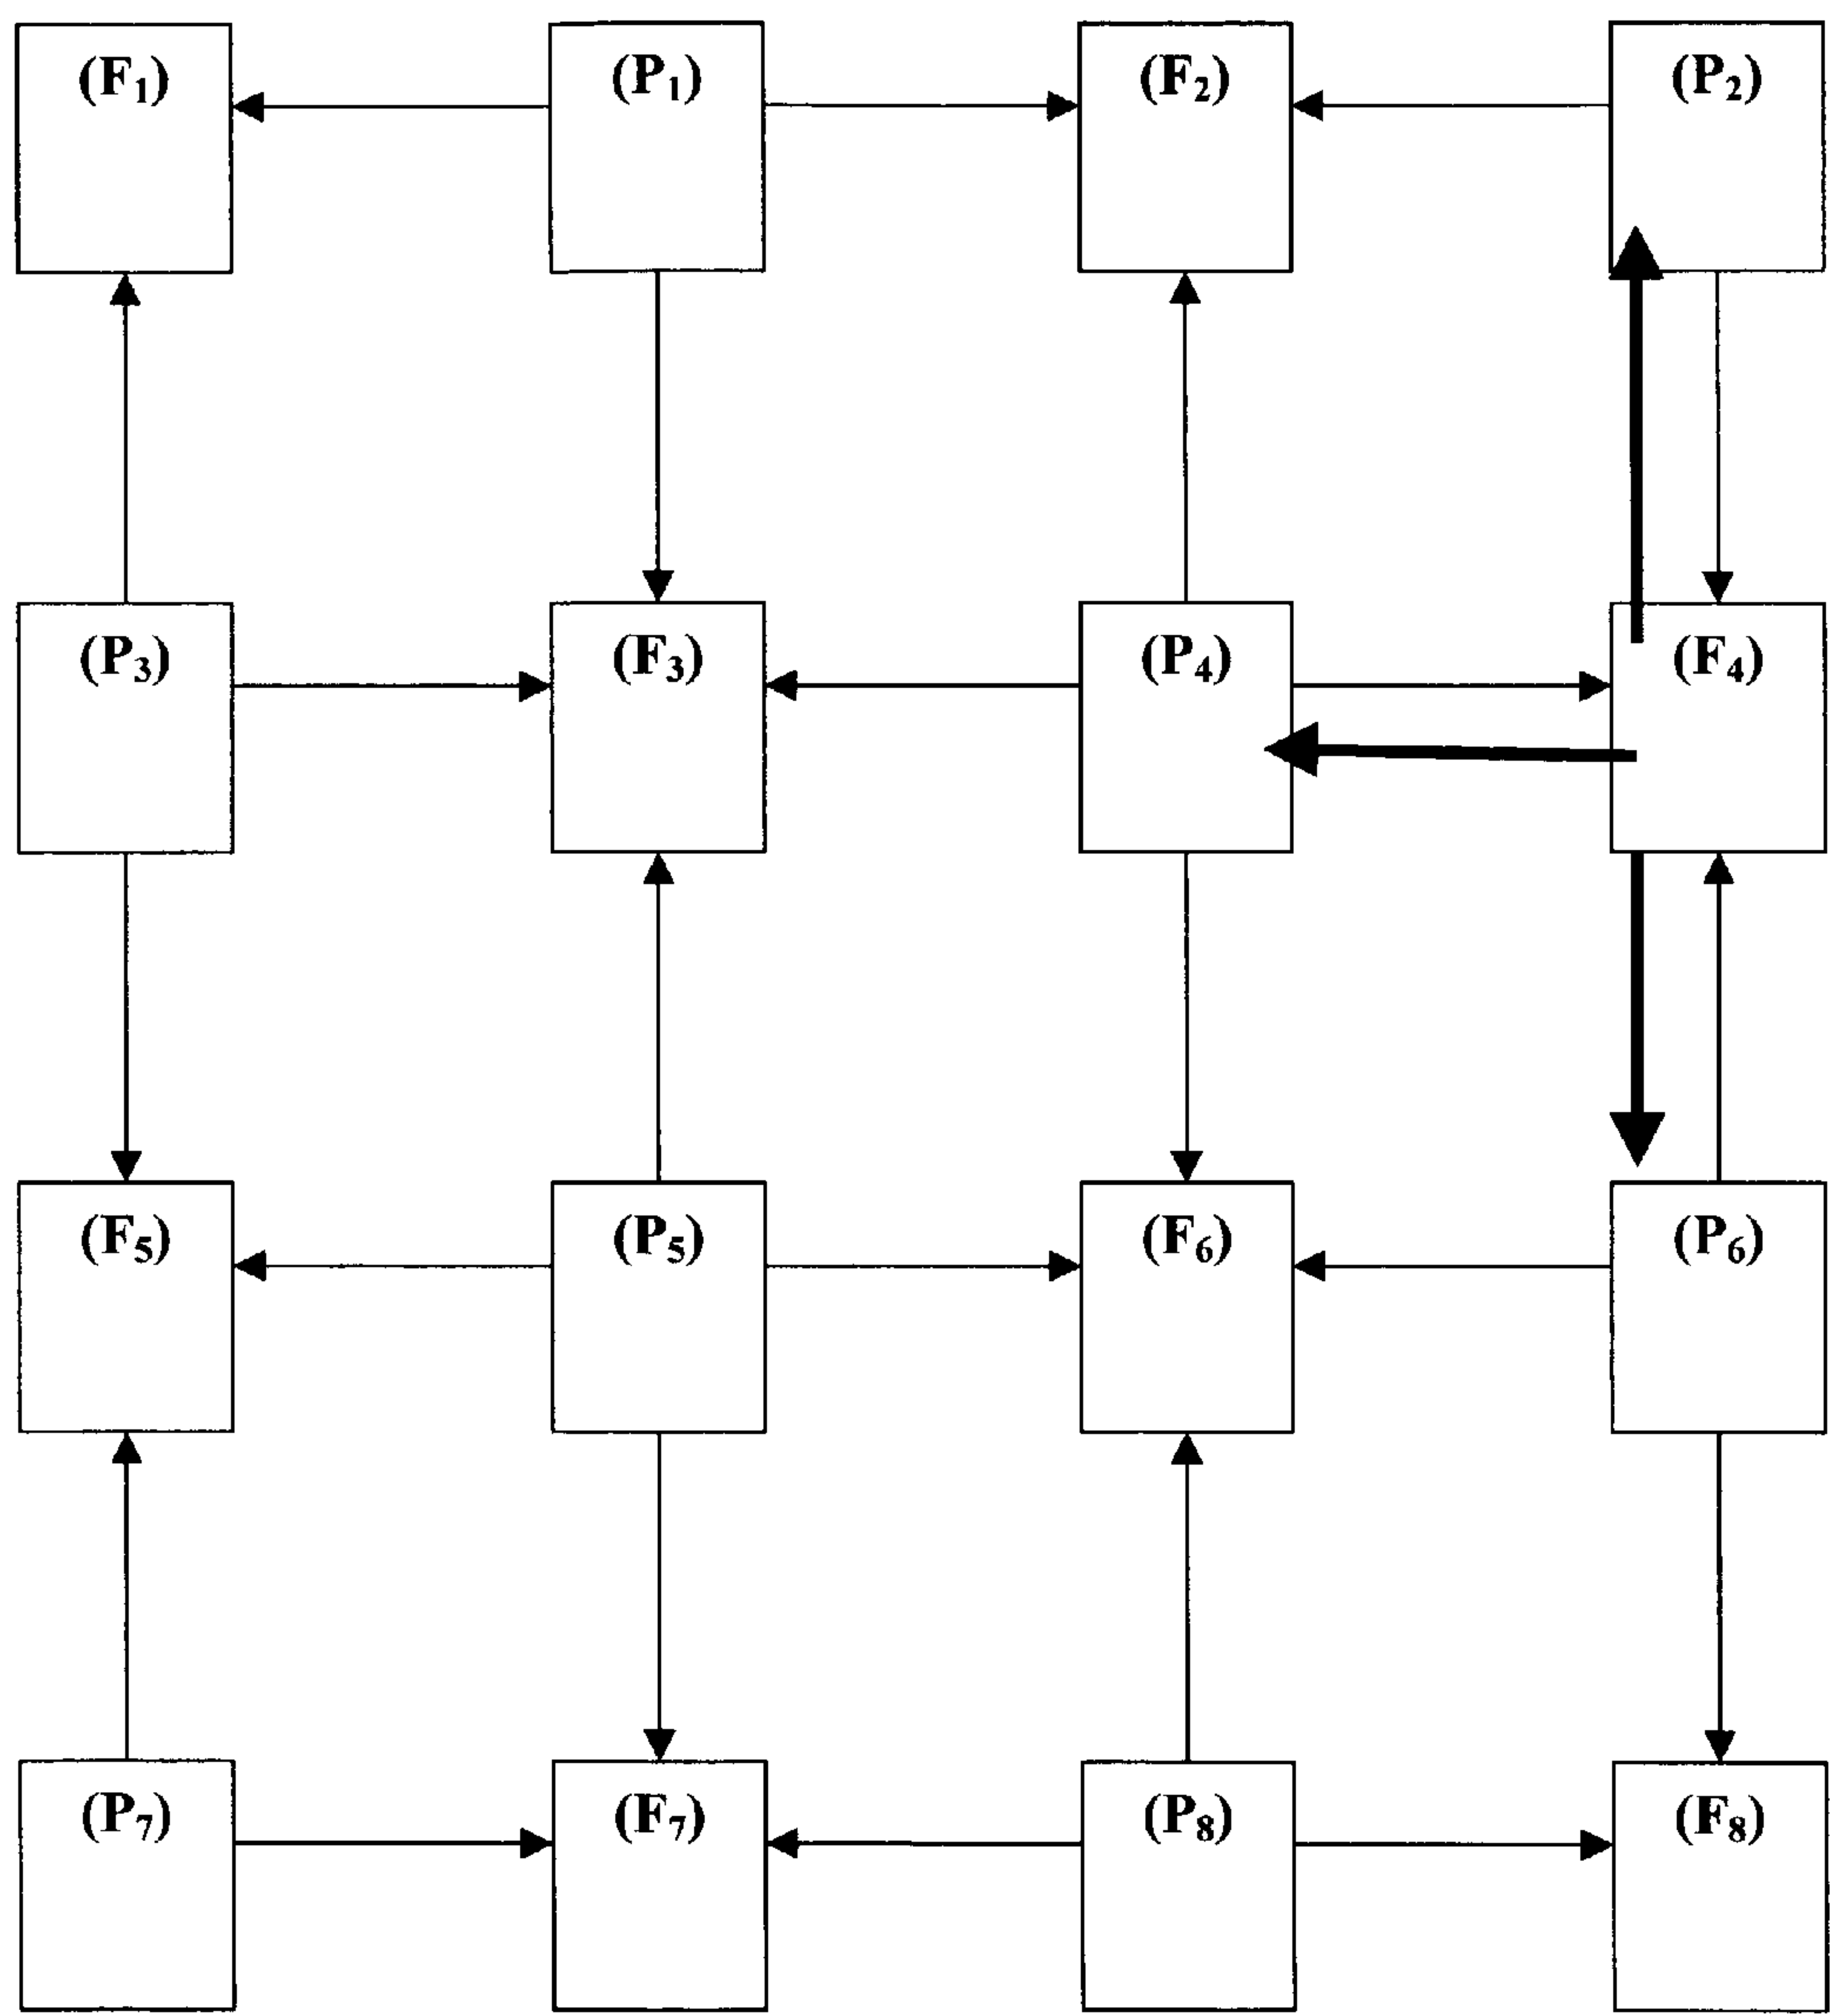 (F₁) (P₁) (F₂) (P₂)
(P₃) (F₃) (P₄) (F₄)
(F₅) (P₅) (F₆) (P₆)
(P₇) (F₇) (P₈) (F₈)